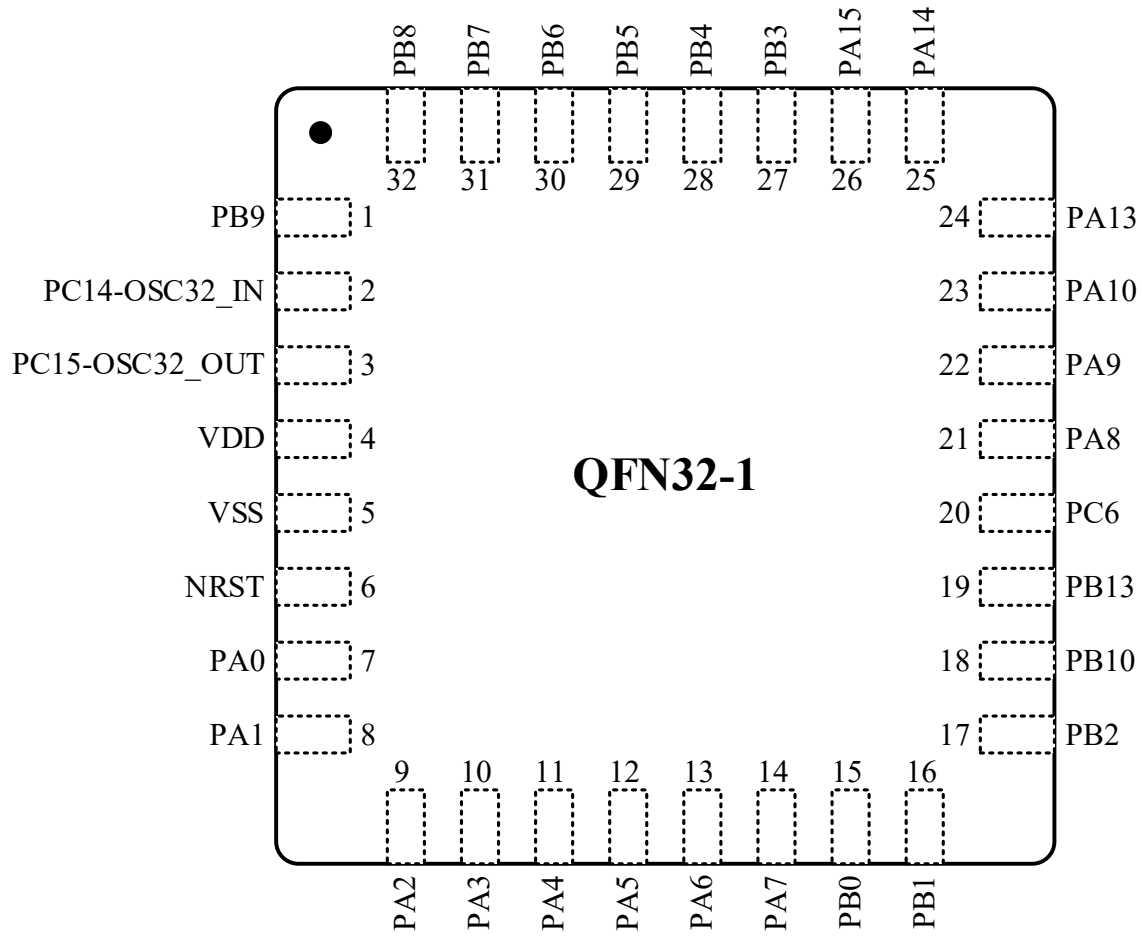 PB8 PB7 PB6 PB5 PB4 PB3 PA15 PA14
32 31 30 29 28 27 26 25
PB9 1 24 PA13
PC14-OSC32_IN 2 23 PA10
PC15-OSC32_OUT 3 22 PA9
VDD 4 21 PA8
QFN32-1
VSS 5 20 PC6
NRST 6 19 PB13
PA0 7 18 PB10
PA1 8 17 PB2
9 10 11 12 13 14 15 16
PA2 PA3 PA4 PA5 PA6 PA7 PB0 PB1